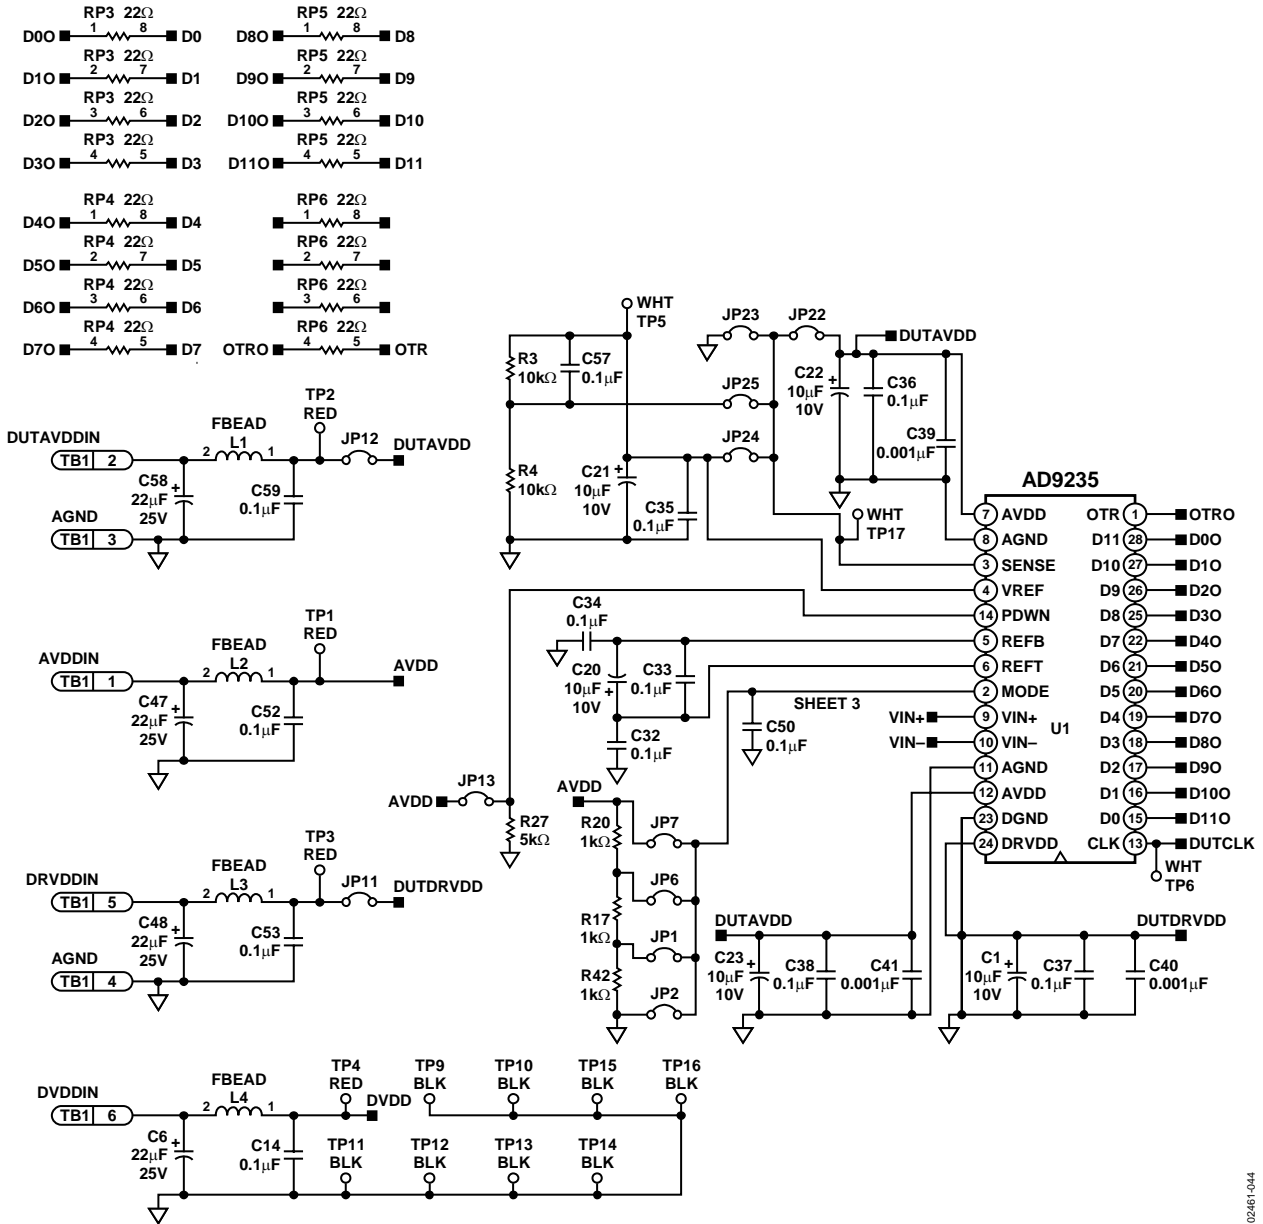 RP3 22Ω
D0O 1 8 D0
RP3 22Ω
D1O 2 7 D1
RP3 22Ω
D2O 3 6 D2
RP3 22Ω
D3O 4 5 D3
RP4 22Ω
D4O 1 8 D4
RP4 22Ω
D5O 2 7 D5
RP4 22Ω
D6O 3 6 D6
RP4 22Ω
D7O 4 5 D7
RP5 22Ω
D8O 1 8 D8
RP5 22Ω
D9O 2 7 D9
RP5 22Ω
D10O 3 6 D10
RP5 22Ω
D11O 4 5 D11
RP6 22Ω
1 8
RP6 22Ω
2 7
RP6 22Ω
3 6
RP6 22Ω
OTRO 4 5 OTR
DUTAVDDIN
TB1 2
FBEAD
2 L1 1
TP2
RED
JP12
DUTAVDD
C58
22μF
25V
C59
0.1μF
AGND
TB1 3
AVDDIN
TB1 1
FBEAD
2 L2 1
TP1
RED
AVDD
C47
22μF
25V
C52
0.1μF
DRVDDIN
TB1 5
FBEAD
2 L3 1
TP3
RED
JP11
DUTDRVDD
C48
22μF
25V
C53
0.1μF
AGND
TB1 4
DVDDIN
TB1 6
FBEAD
2 L4 1
TP4
RED
DVDD
C6
22μF
25V
C14
0.1μF
TP9
BLK
TP10
BLK
TP15
BLK
TP16
BLK
TP11
BLK
TP12
BLK
TP13
BLK
TP14
BLK
WHT
TP5
R3
10kΩ
C57
0.1μF
R4
10kΩ
C21
10μF
10V
C35
0.1μF
JP23
JP22
JP25
JP24
DUTAVDD
C22
10μF
10V
C36
0.1μF
C39
0.001μF
WHT
TP17
C34
0.1μF
C20
10μF
10V
C33
0.1μF
C32
0.1μF
SHEET 3
C50
0.1μF
AVDD
JP13
R27
5kΩ
AVDD
R20
1kΩ
R17
1kΩ
R42
1kΩ
JP7
JP6
JP1
JP2
AD9235
U1
7 AVDD OTR 1 OTRO
8 AGND D11 28 D0O
3 SENSE D10 27 D1O
4 VREF D9 26 D2O
14 PDWN D8 25 D3O
5 REFB D7 22 D4O
6 REFT D6 21 D5O
2 MODE D5 20 D6O
VIN+ 9 VIN+ D4 19 D7O
VIN– 10 VIN– D3 18 D8O
11 AGND D2 17 D9O
12 AVDD D1 16 D10O
23 DGND D0 15 D11O
24 DRVDD CLK 13 DUTCLK
WHT
TP6
DUTAVDD
C23
10μF
10V
C38
0.1μF
C41
0.001μF
DUTDRVDD
C1
10μF
10V
C37
0.1μF
C40
0.001μF
02461-044